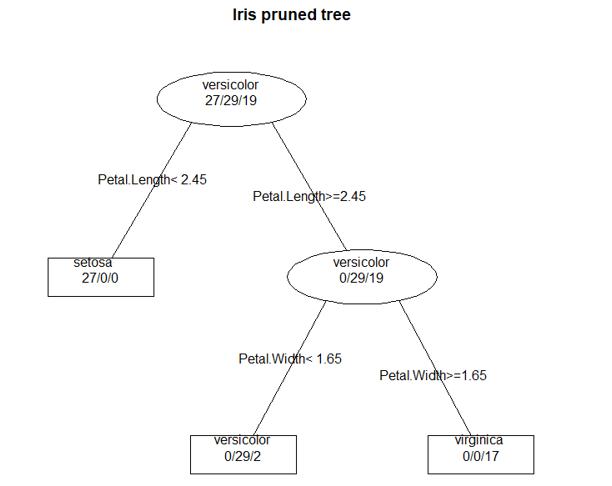 Iris pruned tree
versicolor
27/29/19
Petal.Length< 2.45
Petal.Length>=2.45
setosa
27/0/0
versicolor
0/29/19
Petal.Width< 1.65
Petal.Width>=1.65
versicolor
0/29/2
virginica
0/0/17